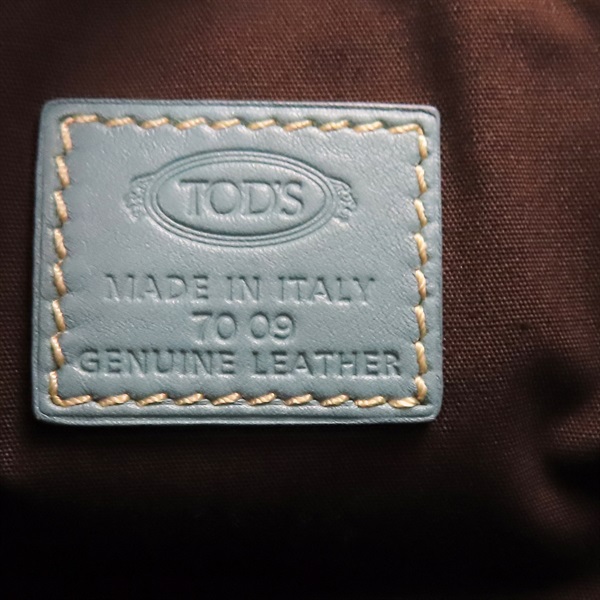 TOD'S
MADE IN ITALY
70 09
GENUINE LEATHER